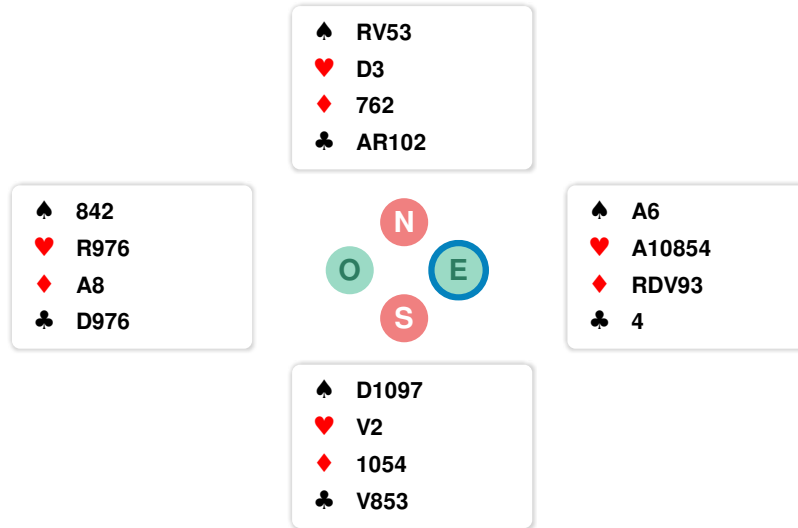 ♠ RV53
♥ D3
♦ 762
♣ AR102
♠ 842
♥ R976
♦ A8
♣ D976
N
O E
S
♠ A6
♥ A10854
♦ RDV93
♣ 4
♠ D1097
♥ V2
♦ 1054
♣ V853